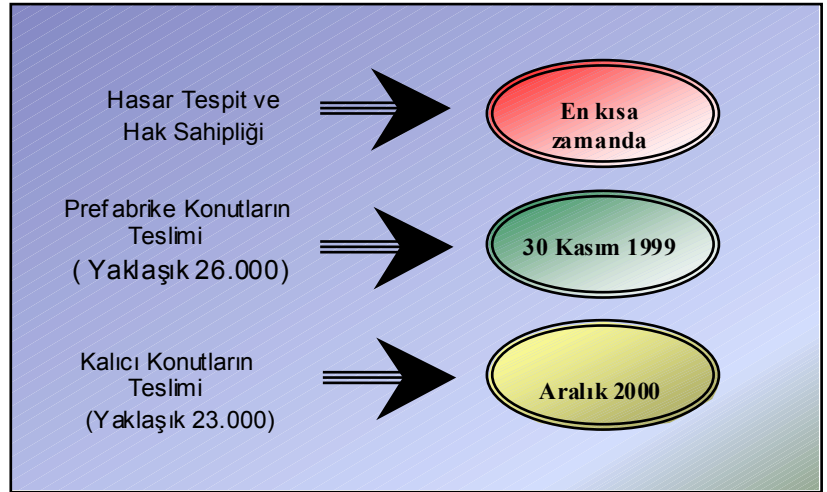 Hasar Tespit ve
Hak Sahipliği
En kısa
zamanda
Prefabrike Konutların
Teslimi
( Yaklaşık 26.000)
30 Kasım 1999
Kalıcı Konutların
Teslimi
(Yaklaşık 23.000)
Aralık 2000